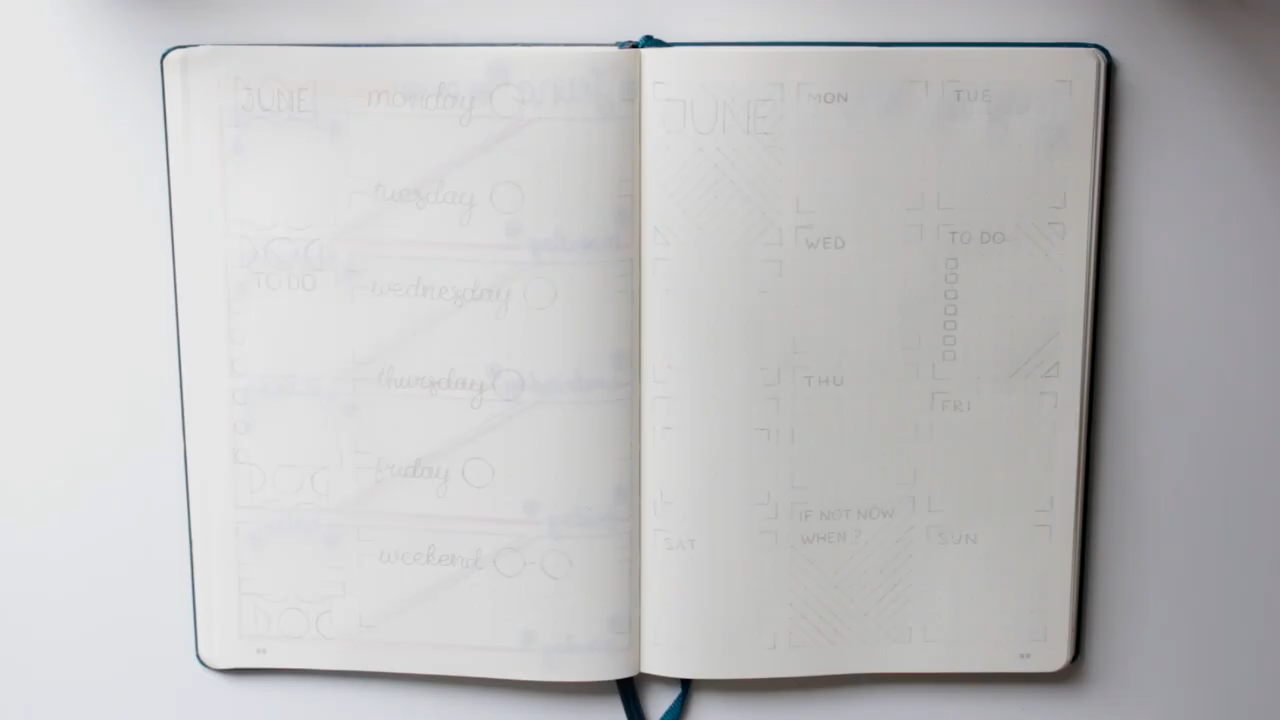 JUNE
monday
tuesday
wednesday
thursday
friday
weekend
TO DO
JUNE
MON
TUE
WED
TO DO
THU
FRI
IF NOT NOW
WHEN?
SAT
SUN